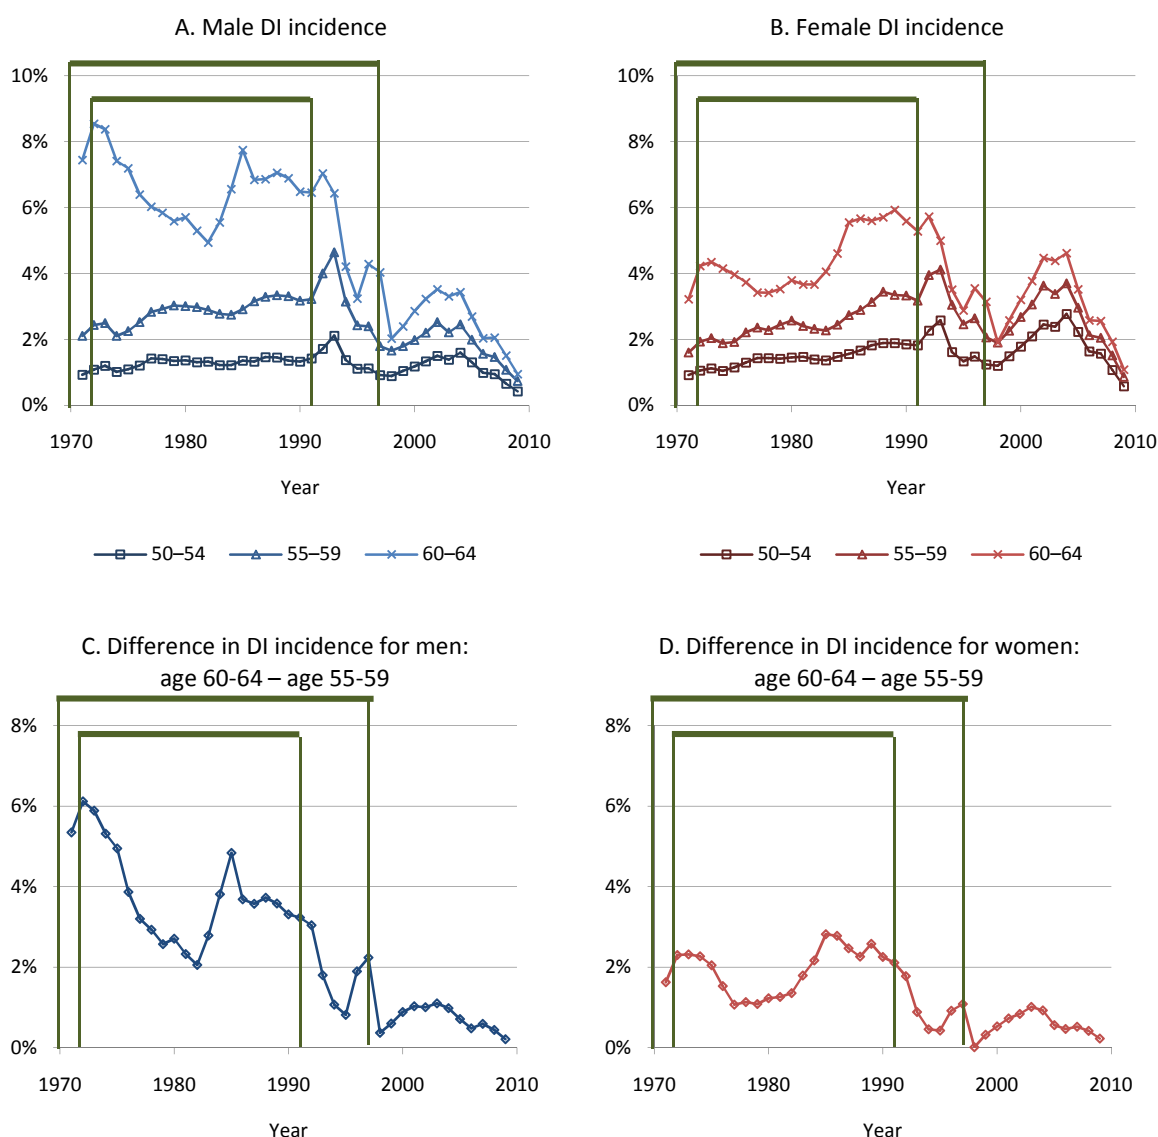 A. Male DI incidence
10%
8%
6%
4%
2%
0%
1970 1980 1990 2000 2010
Year
50–54 55–59 60–64
B. Female DI incidence
10%
8%
6%
4%
2%
0%
1970 1980 1990 2000 2010
Year
50–54 55–59 60–64
C. Difference in DI incidence for men:
age 60-64 – age 55-59
8%
6%
4%
2%
0%
1970 1980 1990 2000 2010
Year
D. Difference in DI incidence for women:
age 60-64 – age 55-59
8%
6%
4%
2%
0%
1970 1980 1990 2000 2010
Year